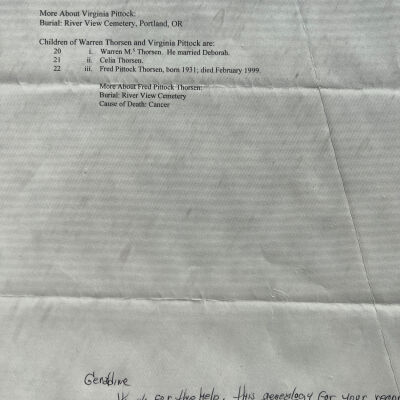 More About Virginia Pittock:
Burial: River View Cemetery, Portland, OR
Children of Warren Thorsen and Virginia Pittock are:
20 i. Warren M.⁵ Thorsen. He married Deborah.
21 ii. Celia Thorsen.
22 iii. Fred Pittock Thorsen, born 1931; died February 1999.
More About Fred Pittock Thorsen:
Burial: River View Cemetery
Cause of Death: Cancer
Geraldine
for the help, this genealogy for your